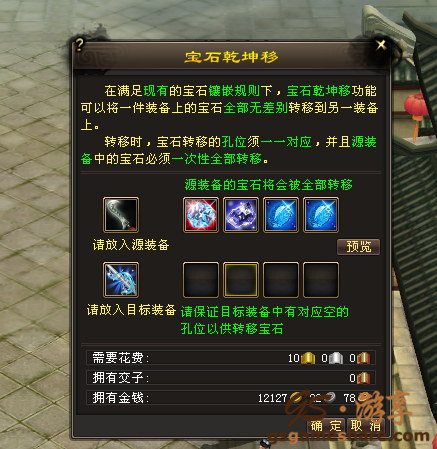 ?
宝石乾坤移
×
在满足现有的宝石镶嵌规则下，宝石乾坤移功能
可以将一件装备上的宝石全部无差别转移到另一装备
上。
转移时，宝石转移的孔位须一一对应，并且源装
备中的宝石必须一次性全部转移。
源装备的宝石将会被全部转移
请放入源装备
预览
请放入目标装备
请保证目标装备中有对应空的
孔位以供转移宝石
需要花费: 10 0 0
拥有交子: 0
拥有金钱: 12127 78
确定 取消
游享